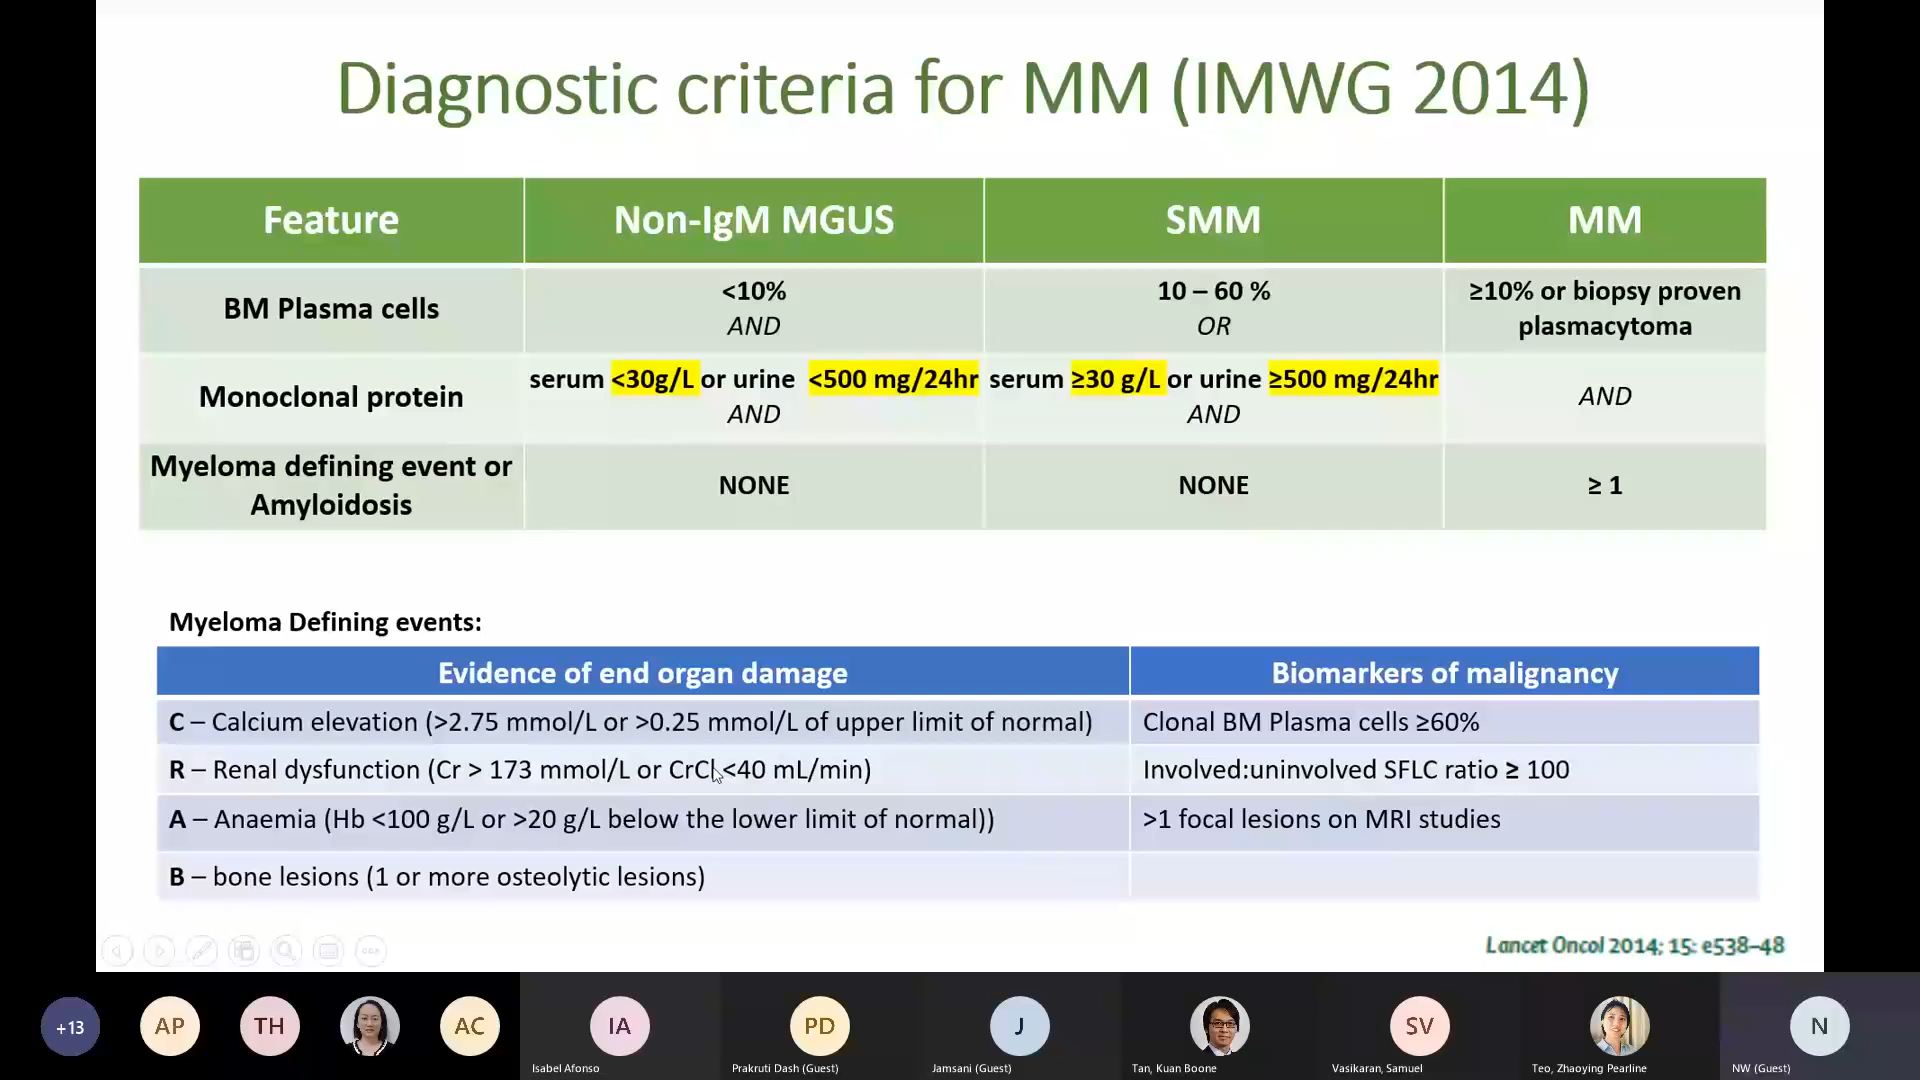 Diagnostic criteria for MM (IMWG 2014)
Feature
Non-IgM MGUS
SMM
MM
BM Plasma cells
<10%
AND
10 – 60 %
OR
≥10% or biopsy proven
plasmacytoma
Monoclonal protein
serum <30g/L or urine <500 mg/24hr
AND
serum ≥30 g/L or urine ≥500 mg/24hr
AND
AND
Myeloma defining event or
Amyloidosis
NONE
NONE
≥ 1
Myeloma Defining events:
Evidence of end organ damage
Biomarkers of malignancy
C – Calcium elevation (>2.75 mmol/L or >0.25 mmol/L of upper limit of normal)
Clonal BM Plasma cells ≥60%
R – Renal dysfunction (Cr > 173 mmol/L or CrCl <40 mL/min)
Involved:uninvolved SFLC ratio ≥ 100
A – Anaemia (Hb <100 g/L or >20 g/L below the lower limit of normal))
>1 focal lesions on MRI studies
B – bone lesions (1 or more osteolytic lesions)
Lancet Oncol 2014; 15: e538–48
+13
AP
TH
AC
IA
PD
J
SV
N
Isabel Afonso
Prakruti Dash (Guest)
Jamsani (Guest)
Tan, Kuan Boone
Vasikaran, Samuel
Teo, Zhaoying Pearline
NW (Guest)